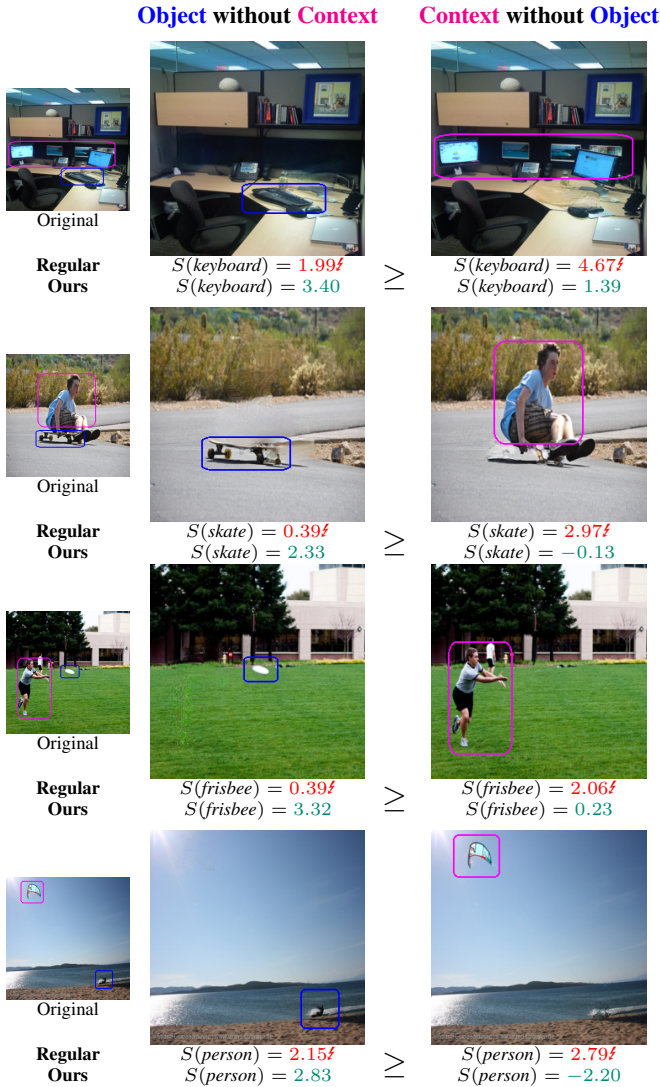 Object without Context Context without Object
Original
Regular S(keyboard) = 1.99 S(keyboard) = 4.67
Ours S(keyboard) = 3.40 ≥ S(keyboard) = 1.39
Original
Regular S(skate) = 0.39 S(skate) = 2.97
Ours S(skate) = 2.33 ≥ S(skate) = −0.13
Original
Regular S(frisbee) = 0.39 S(frisbee) = 2.06
Ours S(frisbee) = 3.32 ≥ S(frisbee) = 0.23
Original
Regular S(person) = 2.15 S(person) = 2.79
Ours S(person) = 2.83 ≥ S(person) = −2.20